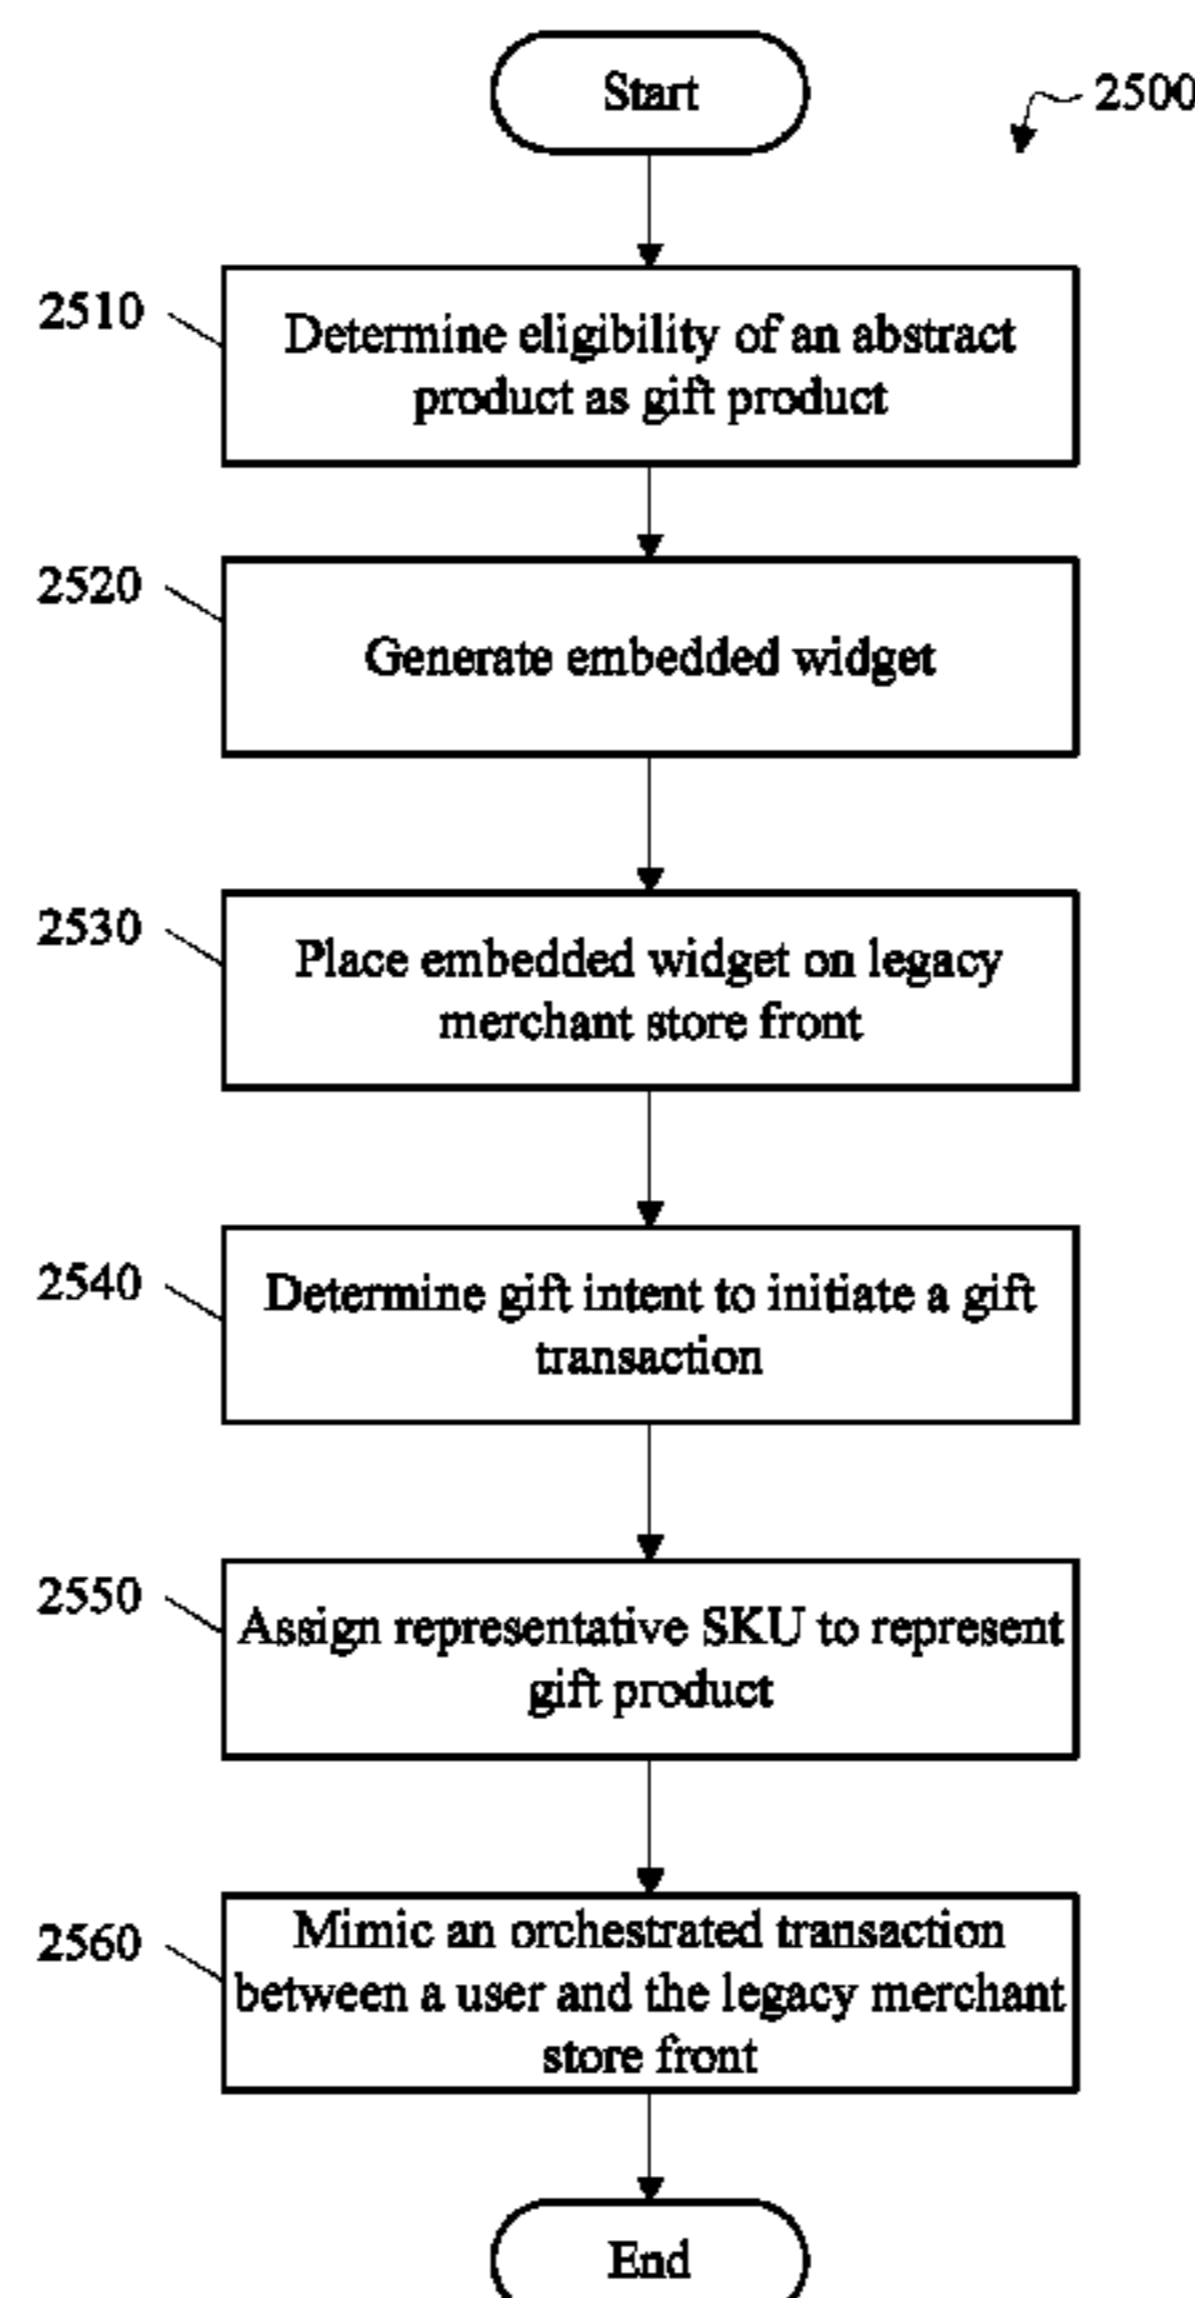 Start
2500
2510
Determine eligibility of an abstract
product as gift product
2520
Generate embedded widget
2530
Place embedded widget on legacy
merchant store front
2540
Determine gift intent to initiate a gift
transaction
2550
Assign representative SKU to represent
gift product
2560
Mimic an orchestrated transaction
between a user and the legacy merchant
store front
End